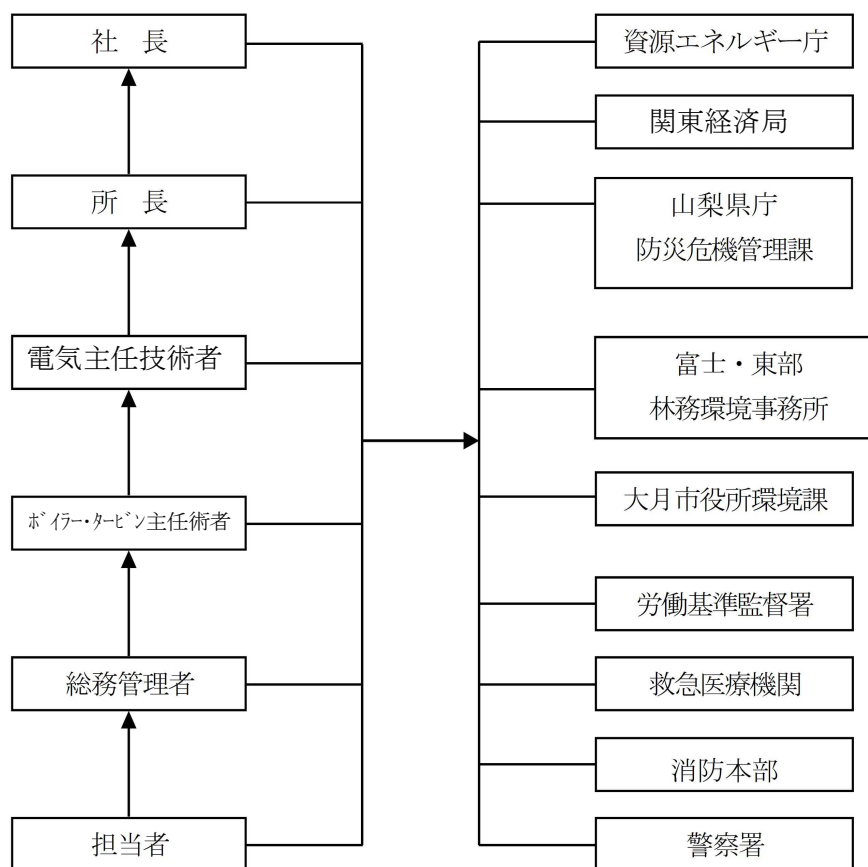 社 長
所 長
電気主任技術者
ﾎﾞｲﾗｰ・ﾀｰﾋﾞﾝ主任術者
総務管理者
担当者
資源エネルギー庁
関東経済局
山梨県庁
防災危機管理課
富士・東部
林務環境事務所
大月市役所環境課
労働基準監督署
救急医療機関
消防本部
警察署